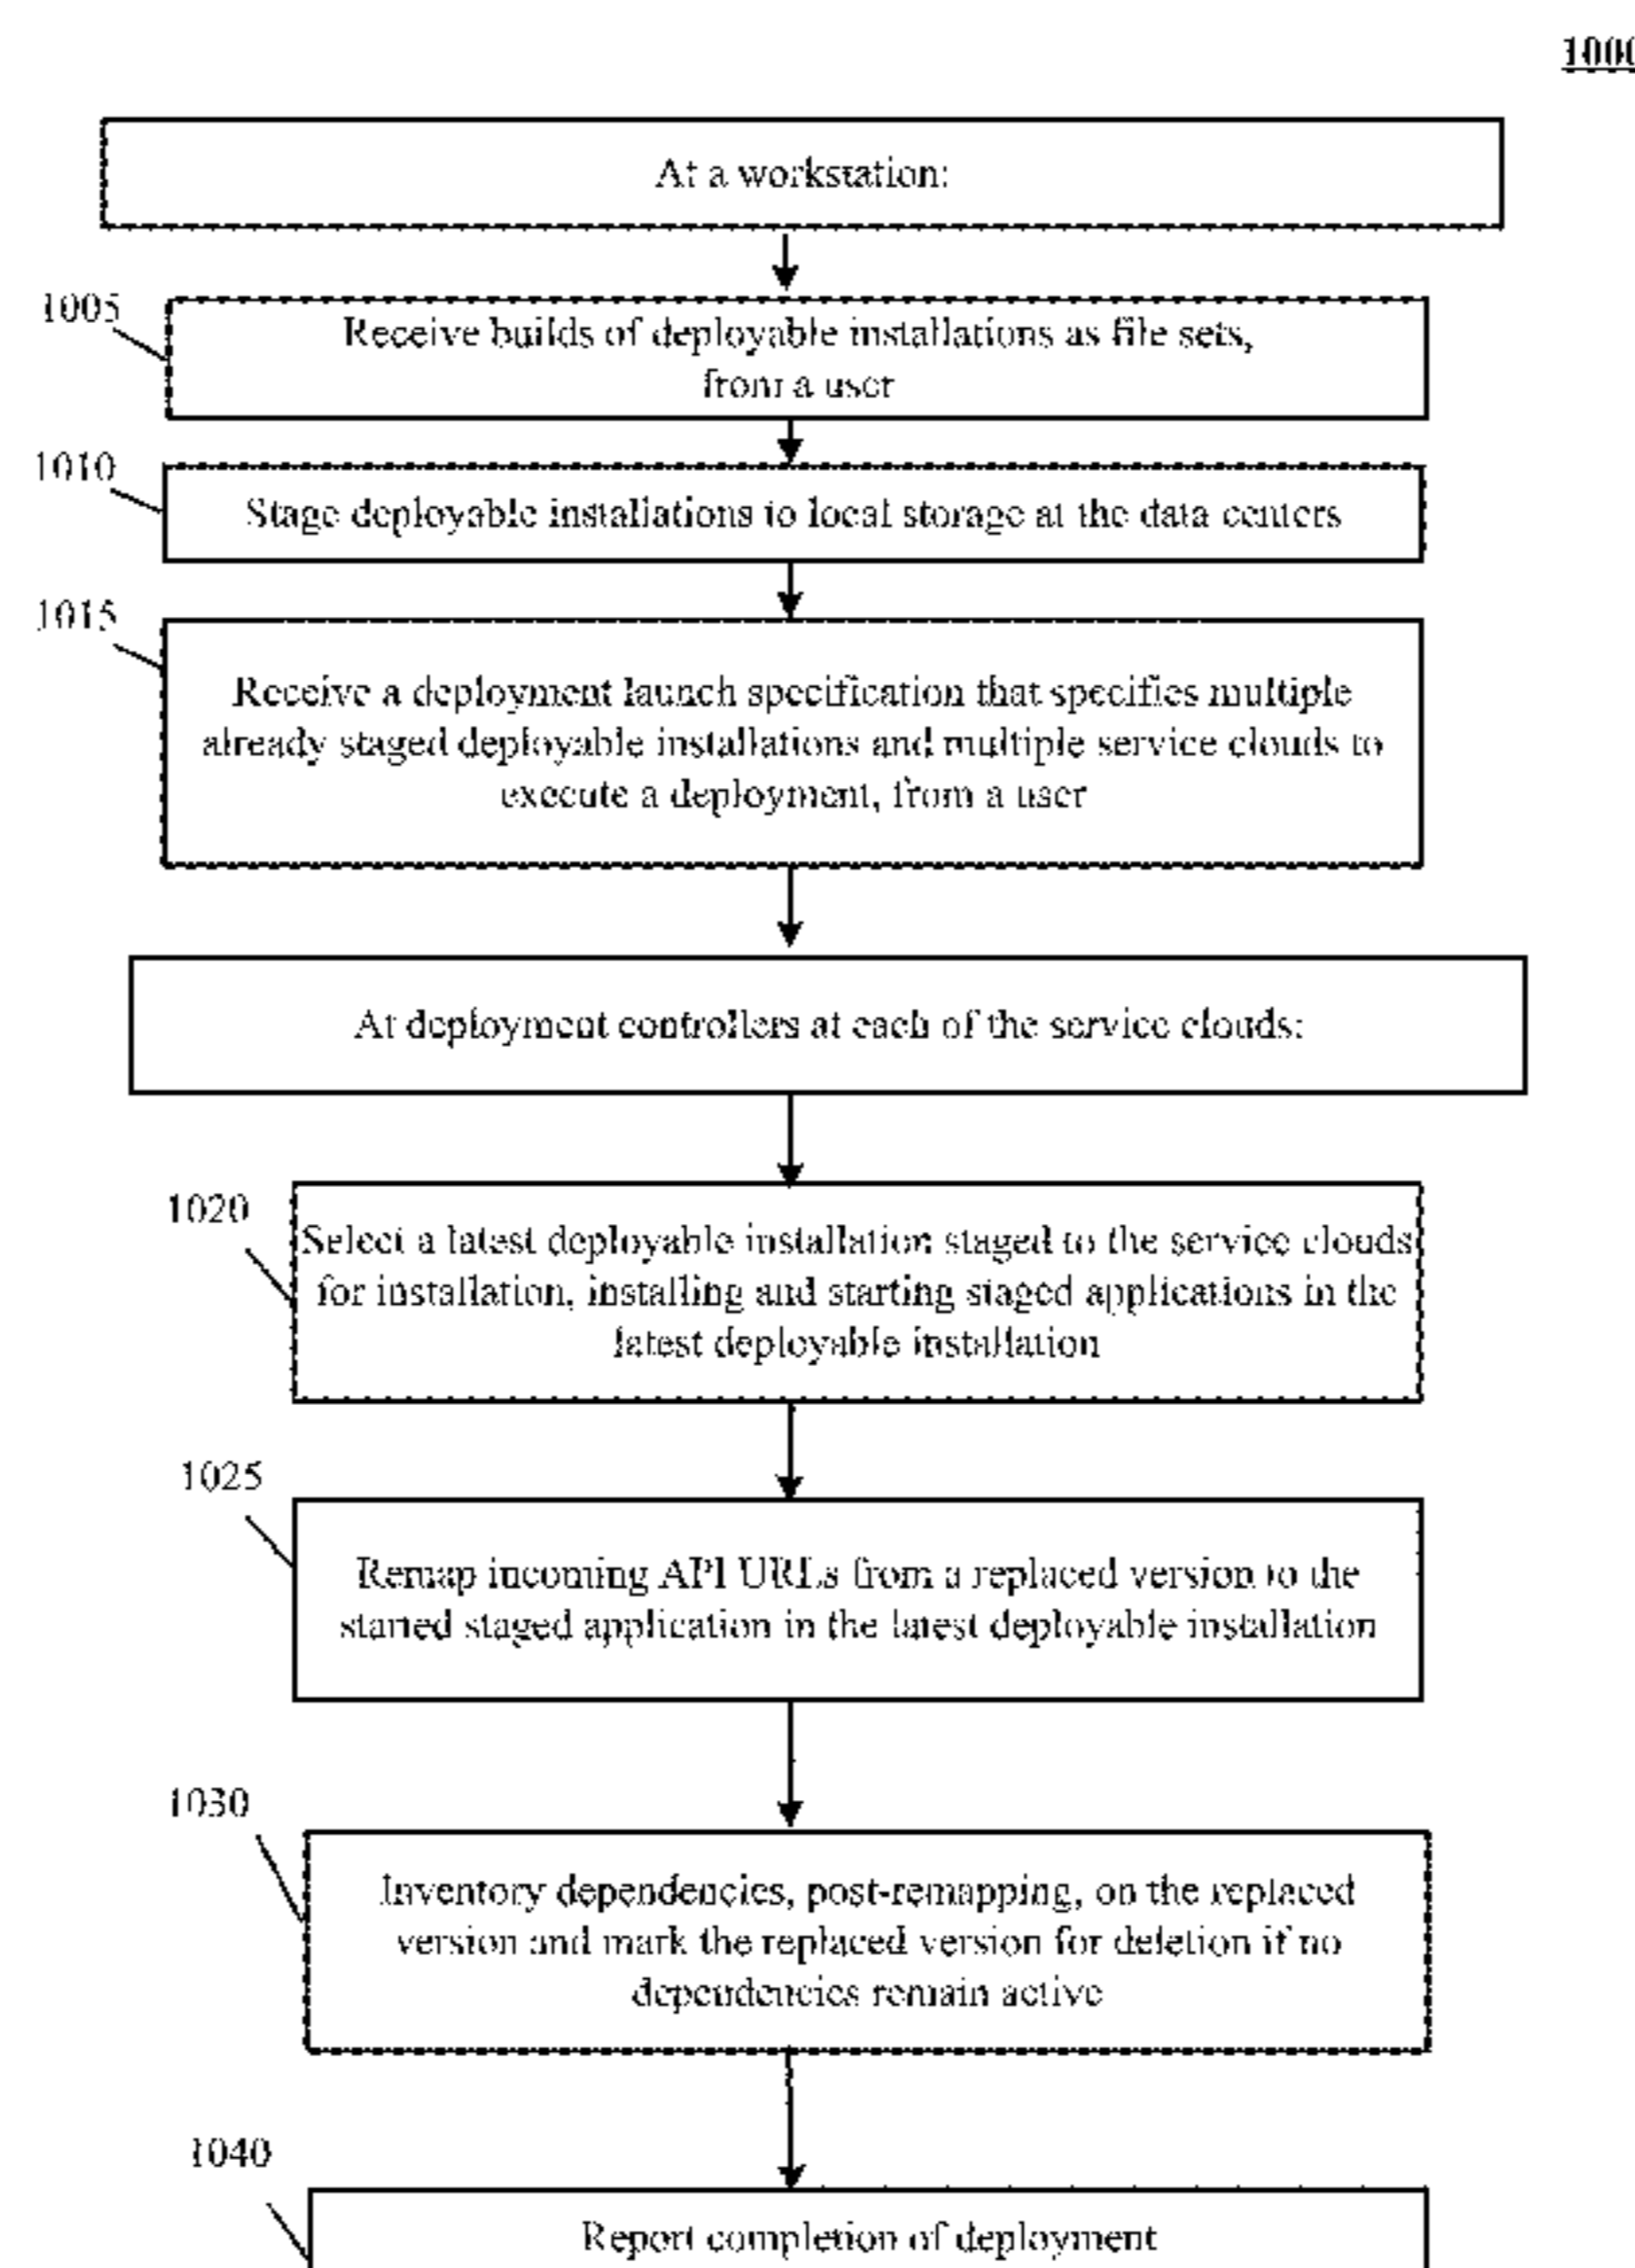 1000
At a workstation:
1005
Receive builds of deployable installations as file sets,
from a user
1010
Stage deployable installations to local storage at the data centers
1015
Receive a deployment launch specification that specifies multiple
already staged deployable installations and multiple service clouds to
execute a deployment, from a user
At deployment controllers at each of the service clouds:
1020
Select a latest deployable installation staged to the service clouds
for installation, installing and starting staged applications in the
latest deployable installation
1025
Remap incoming API URLs from a replaced version to the
started staged application in the latest deployable installation
1030
Inventory dependencies, post-remapping, on the replaced
version and mark the replaced version for deletion if no
dependencies remain active
1040
Report completion of deployment